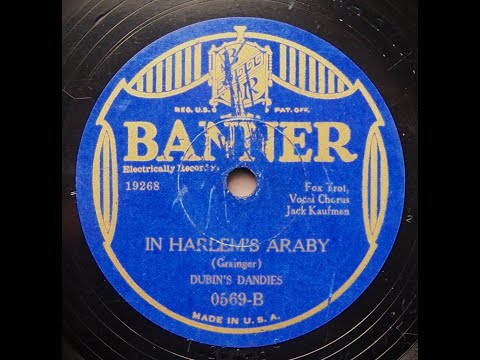 REG. U.S. PAT. OFF.
BANNER
Electrically Recorded
19268
Fox Trot,
Vocal Chorus
Jack Kaufman
IN HARLEM'S ARABY
(Grainger)
DUBIN'S DANDIES
0569-B
MADE IN U.S.A.